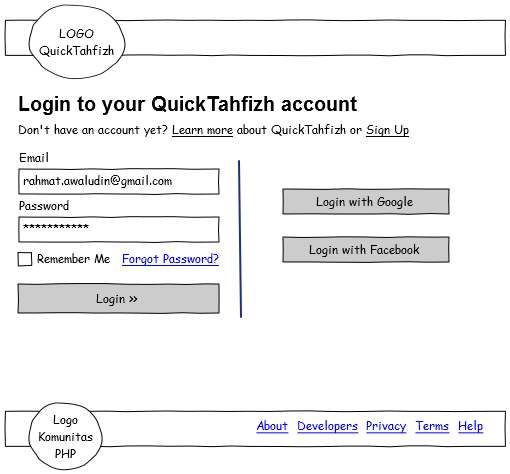 LOGO
QuickTahfizh
Login to your QuickTahfizh account
Don't have an account yet? Learn more about QuickTahfizh or Sign Up
Email
rahmat.awaludin@gmail.com
Password
***********
Remember Me Forgot Password?
Login »
Login with Google
Login with Facebook
Logo
Komunitas
PHP
About Developers Privacy Terms Help